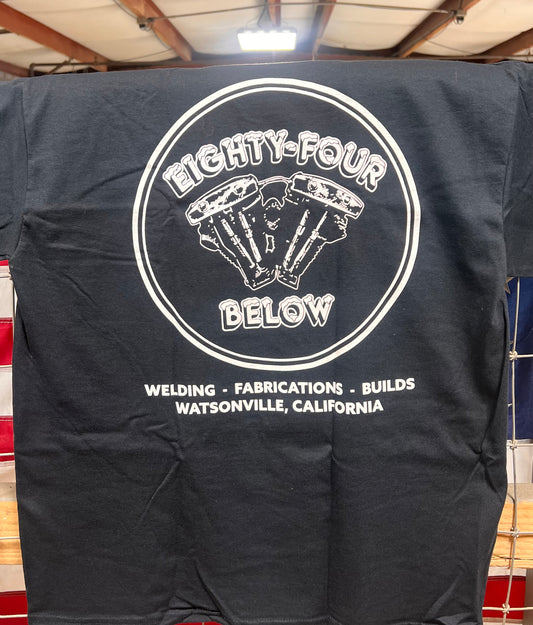 EIGHTY-FOUR
BELOW
WELDING - FABRICATIONS - BUILDS
WATSONVILLE, CALIFORNIA